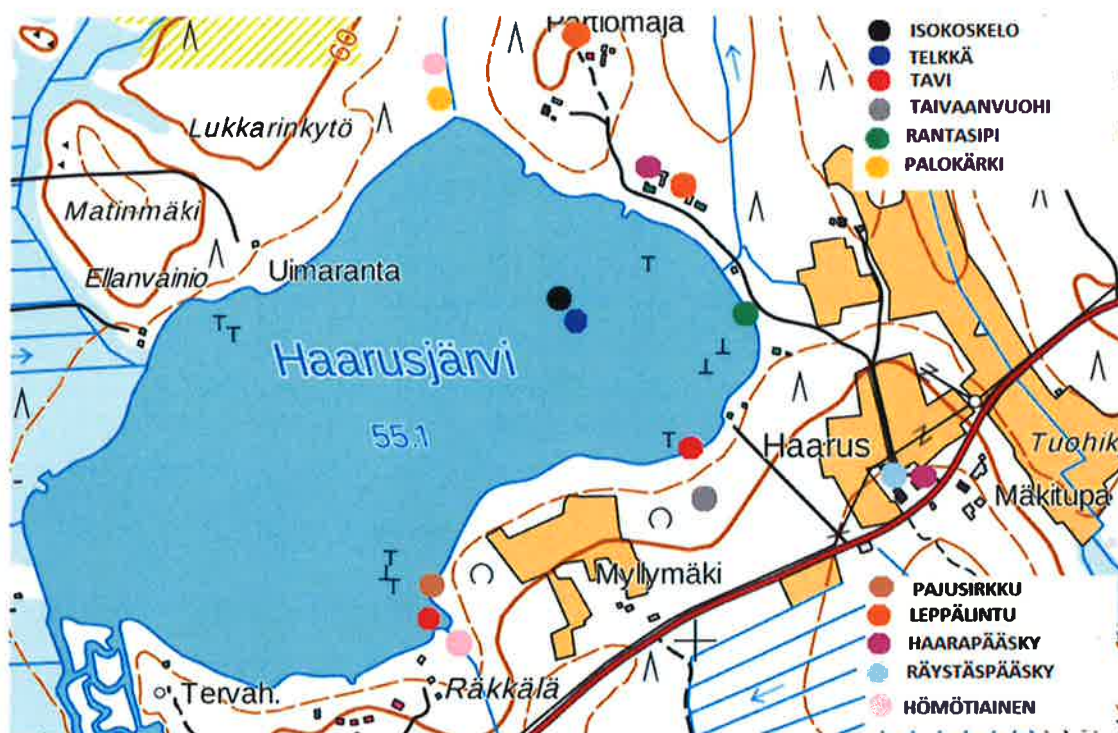 Partiomaja
ISOKOSKELO
TELKKÄ
TAVI
TAIVAANVUOHI
RANTASIPI
PALOKÄRKI
60
Lukkarinkytö
Matinmäki
Ellanvainio
Uimaranta
Haarusjärvi
55.1
Haarus
Tuohik
Mäkitupa
Myllymäki
Tervah.
Räkkälä
PAJUSIRKKU
LEPPÄLINTU
HAARAPÄÄSKY
RÄYSTÄSPÄÄSKY
HÖMÖTIAINEN